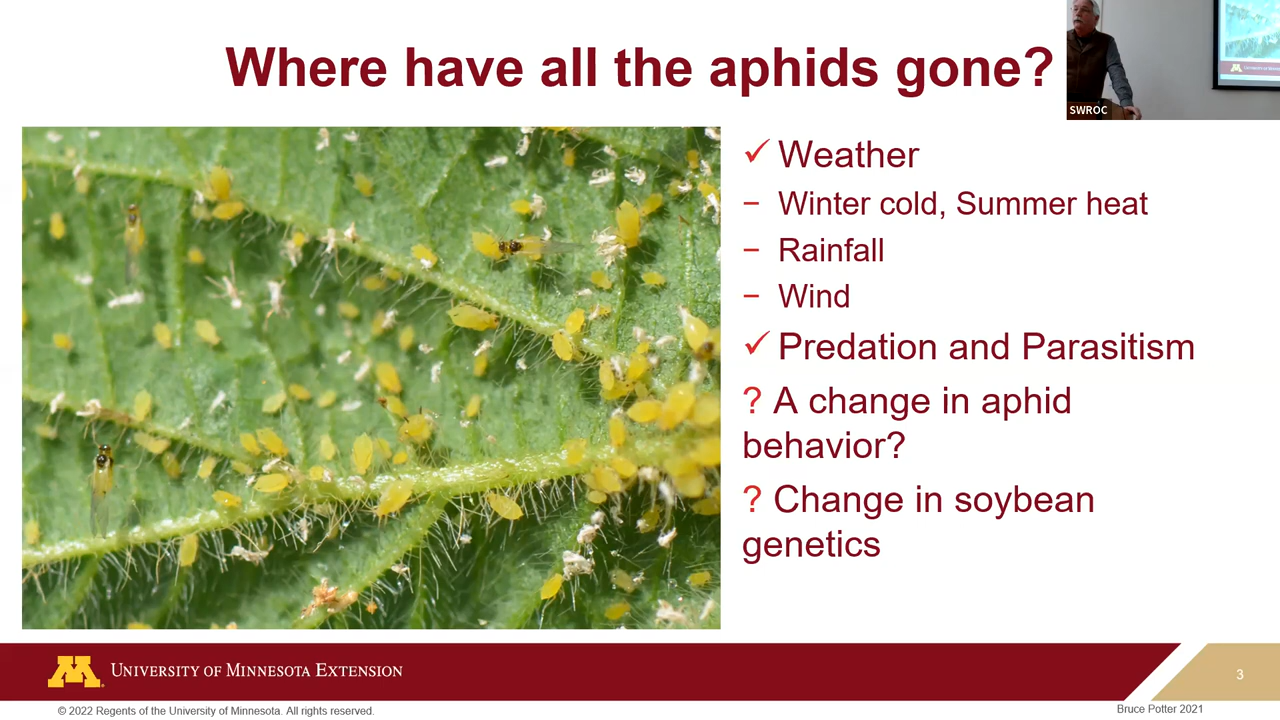 Where have all the aphids gone?
SWROC
✓ Weather
− Winter cold, Summer heat
− Rainfall
− Wind
✓ Predation and Parasitism
? A change in aphid
behavior?
? Change in soybean
genetics
M
UNIVERSITY OF MINNESOTA EXTENSION
3
© 2022 Regents of the University of Minnesota. All rights reserved.
Bruce Potter 2021